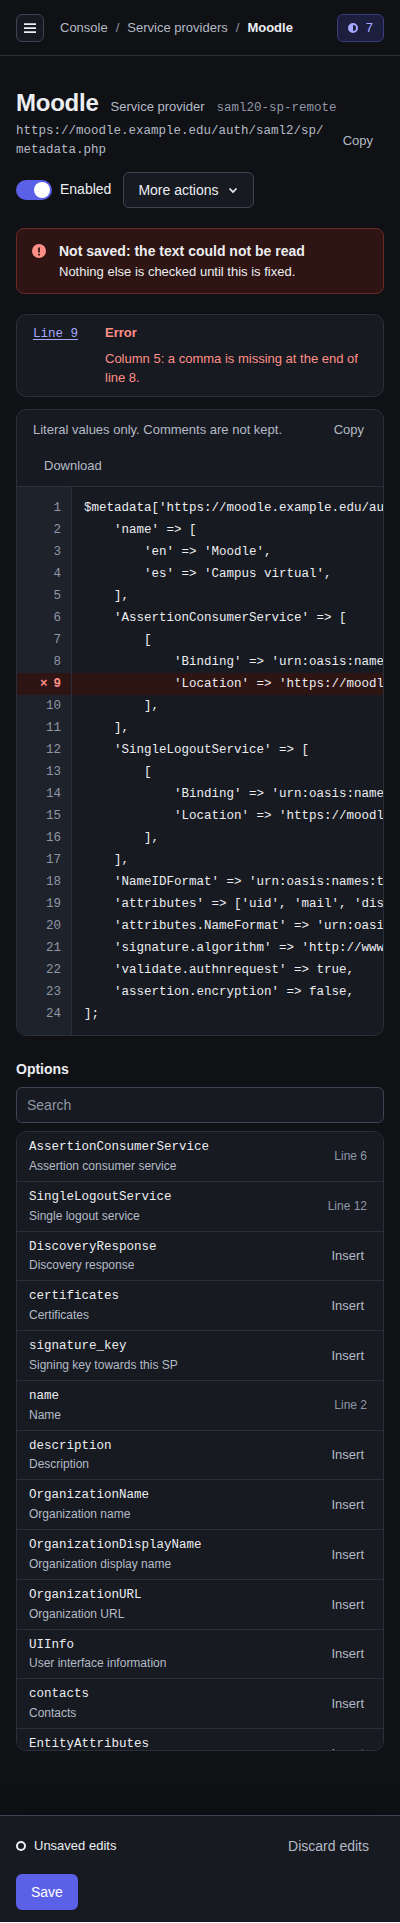 Console / Service providers / Moodle 7
Moodle Service provider saml20-sp-remote
https://moodle.example.edu/auth/saml2/sp/
metadata.php
Copy
Enabled More actions
Not saved: the text could not be read
Nothing else is checked until this is fixed.
Line 9 Error
Column 5: a comma is missing at the end of
line 8.
Literal values only. Comments are not kept. Copy
Download
1 $metadata['https://moodle.example.edu/au
2 'name' => [
3 'en' => 'Moodle',
4 'es' => 'Campus virtual',
5 ],
6 'AssertionConsumerService' => [
7 [
8 'Binding' => 'urn:oasis:name
× 9 'Location' => 'https://moodl
10 ],
11 ],
12 'SingleLogoutService' => [
13 [
14 'Binding' => 'urn:oasis:name
15 'Location' => 'https://moodl
16 ],
17 ],
18 'NameIDFormat' => 'urn:oasis:names:t
19 'attributes' => ['uid', 'mail', 'dis
20 'attributes.NameFormat' => 'urn:oasi
21 'signature.algorithm' => 'http://www
22 'validate.authnrequest' => true,
23 'assertion.encryption' => false,
24 ];
Options
Search
AssertionConsumerService
Assertion consumer service
Line 6
SingleLogoutService
Single logout service
Line 12
DiscoveryResponse
Discovery response
Insert
certificates
Certificates
Insert
signature_key
Signing key towards this SP
Insert
name
Name
Line 2
description
Description
Insert
OrganizationName
Organization name
Insert
OrganizationDisplayName
Organization display name
Insert
OrganizationURL
Organization URL
Insert
UIInfo
User interface information
Insert
contacts
Contacts
Insert
EntityAttributes
Unsaved edits Discard edits
Save